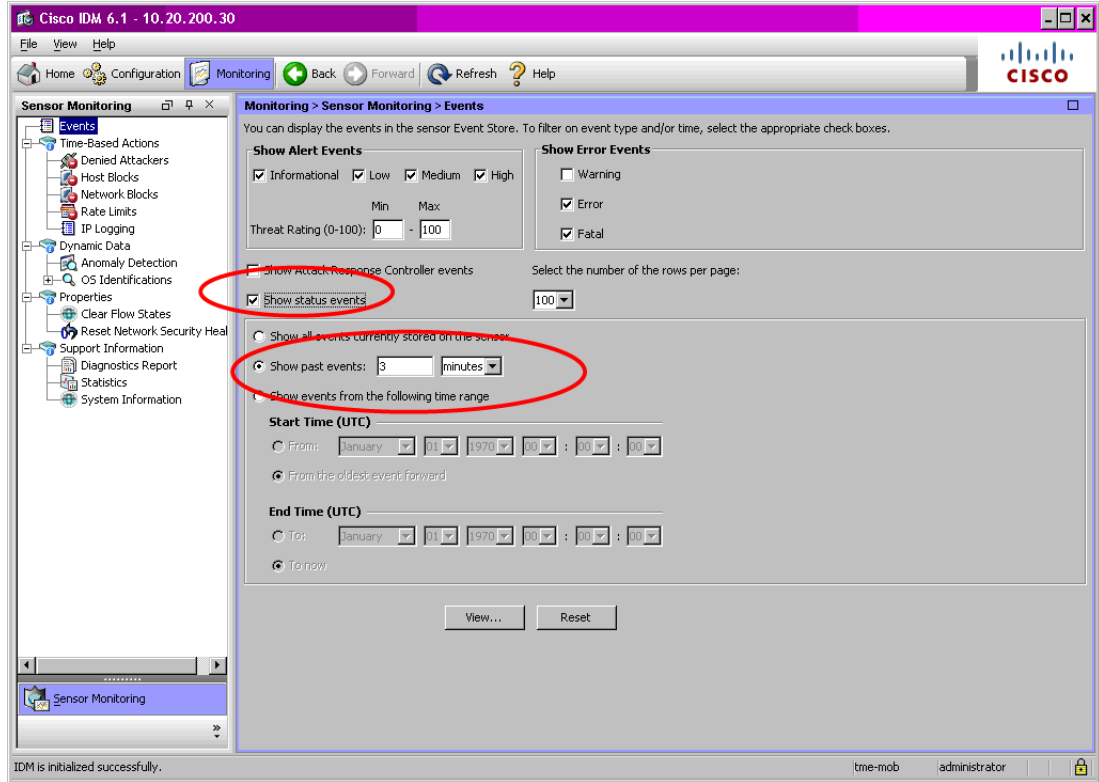 Cisco IDM 6.1 - 10.20.200.30
File View Help
Home Configuration Monitoring Back Forward Refresh Help
CISCO
Sensor Monitoring
Events
Time-Based Actions
Denied Attackers
Host Blocks
Network Blocks
Rate Limits
IP Logging
Dynamic Data
Anomaly Detection
OS Identifications
Properties
Clear Flow States
Reset Network Security Heal
Support Information
Diagnostics Report
Statistics
System Information
Sensor Monitoring
Monitoring > Sensor Monitoring > Events
You can display the events in the sensor Event Store. To filter on event type and/or time, select the appropriate check boxes.
Show Alert Events
Informational Low Medium High
Min Max
Threat Rating (0-100): 0 - 100
Show Error Events
Warning
Error
Fatal
Show Attack Response Controller events
Select the number of the rows per page:
Show status events
100
Show all events currently stored on the sensor
Show past events: 3 minutes
Show events from the following time range
Start Time (UTC)
From: January 01 1970 00 : 00 : 00
From the oldest event forward
End Time (UTC)
To: January 01 1970 00 : 00 : 00
To now
View... Reset
IDM is initialized successfully.
tme-mob administrator